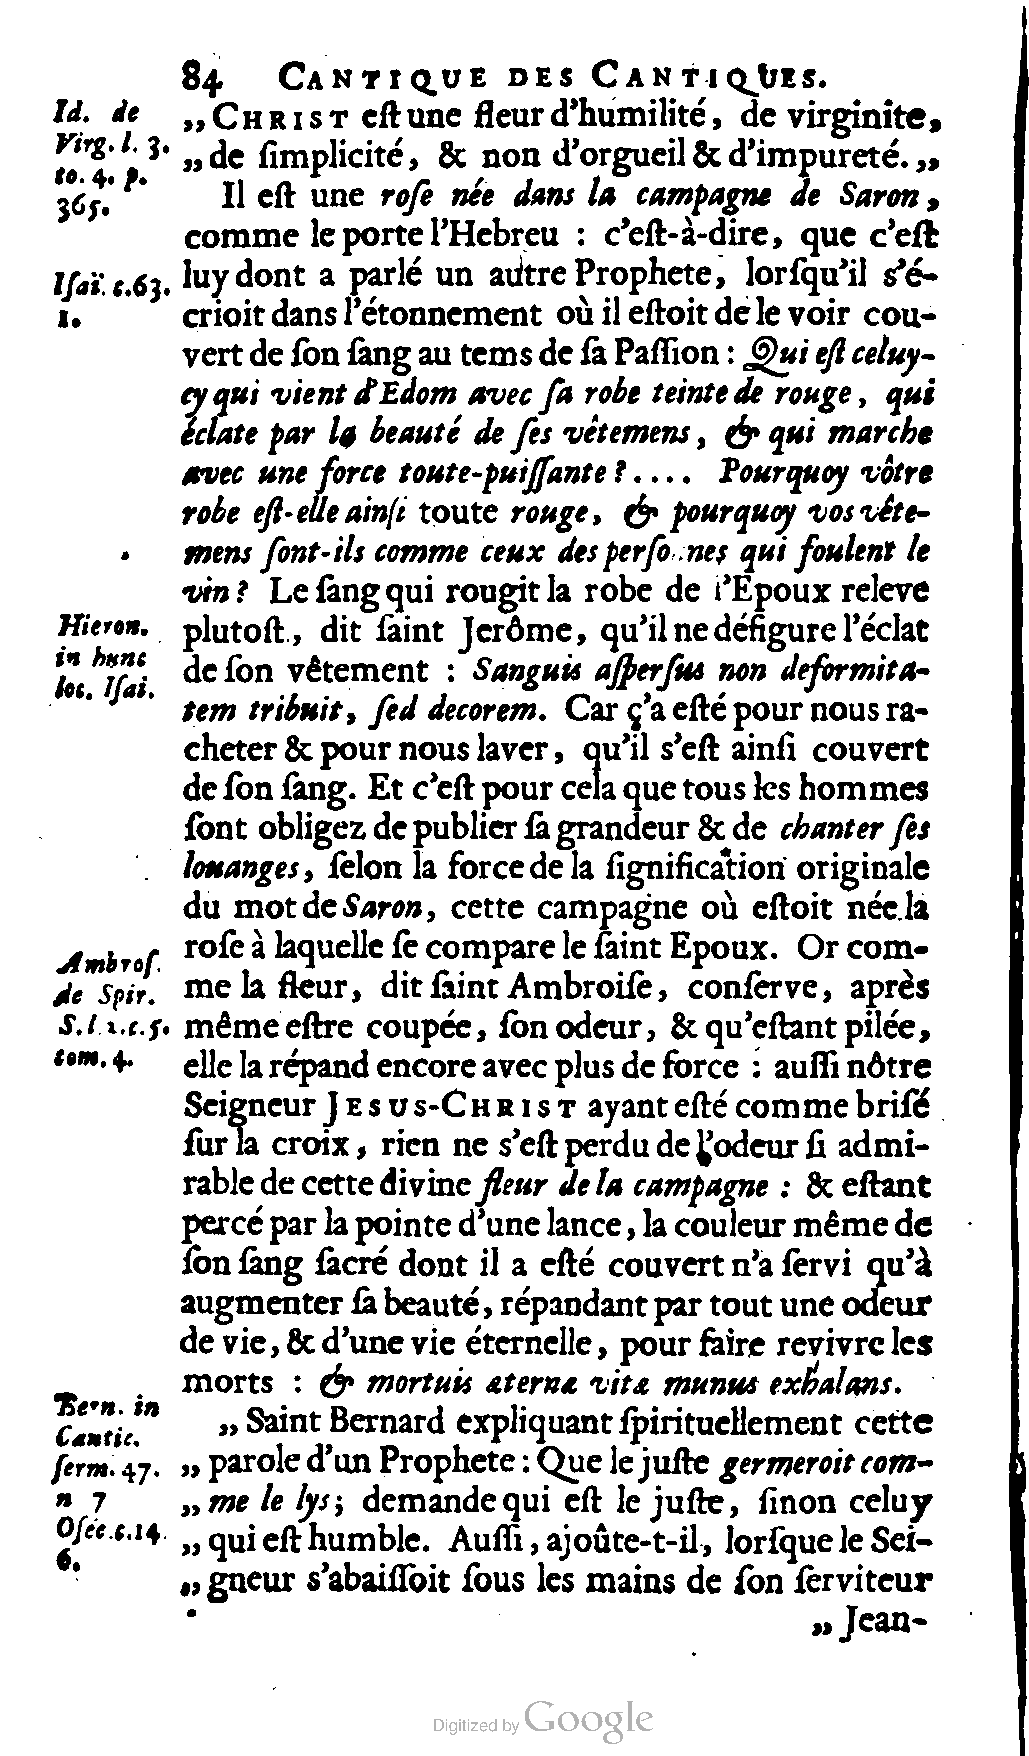 84 CANTIQUE DES CANTIQUES.
Id. de
Virg. l. 3.
to. 4. p.
365.
„CHRIST eſt une fleur d'humilité, de virginité,
„de ſimplicité, & non d'orgueil & d'impureté.„
Il eſt une roſe née dans la campagne de Saron,
comme le porte l'Hebreu : c'eſt-à-dire, que c'eſt
Iſaï. c. 63.
1.
luy dont a parlé un autre Prophete, lorſqu'il s'é-
crioit dans l'étonnement où il eſtoit de le voir cou-
vert de ſon ſang au tems de ſa Paſſion : Qui eſt celuy-
cy qui vient d'Edom avec ſa robe teinte de rouge, qui
éclate par la beauté de ſes vêtemens, & qui marche
avec une force toute-puiſſante ? .... Pourquoy vôtre
robe eſt-elle ainſi toute rouge, & pourquoy vos vête-
mens ſont-ils comme ceux des perſonnes qui foulent le
vin ? Le ſang qui rougit la robe de l'Epoux releve
Hieron.
in hunc
loc. Iſai.
plutoſt, dit ſaint Jerôme, qu'il ne défigure l'éclat
de ſon vêtement : Sanguis aſperſus non deformita-
tem tribuit, ſed decorem. Car ç'a eſté pour nous ra-
cheter & pour nous laver, qu'il s'eſt ainſi couvert
de ſon ſang. Et c'eſt pour cela que tous les hommes
ſont obligez de publier ſa grandeur & de chanter ſes
louanges, ſelon la force de la ſignification originale
du mot de Saron, cette campagne où eſtoit née la
roſe à laquelle ſe compare le ſaint Epoux. Or com-
Ambroſ.
de Spir.
S. l. 2. c. 5.
tom. 4.
me la fleur, dit ſaint Ambroiſe, conſerve, après
même eſtre coupée, ſon odeur, & qu'eſtant pilée,
elle la répand encore avec plus de force : auſſi nôtre
Seigneur JESUS-CHRIST ayant eſté comme briſé
ſur la croix, rien ne s'eſt perdu de l'odeur ſi admi-
rable de cette divine fleur de la campagne : & eſtant
percé par la pointe d'une lance, la couleur même de
ſon ſang ſacré dont il a eſté couvert n'a ſervi qu'à
augmenter ſa beauté, répandant par tout une odeur
de vie, & d'une vie éternelle, pour faire revivre les
morts : & mortuis æternæ vitæ munus exhalans.
Bern. in
Cantic.
ſerm. 47.
n 7
Oſée. c. 14.
6.
„Saint Bernard expliquant ſpirituellement cette
„parole d'un Prophete : Que le juſte germeroit com-
„me le lys; demande qui eſt le juſte, ſinon celuy
„qui eſt humble. Auſſi, ajoûte-t-il, lorſque le Sei-
„gneur s'abaiſſoit ſous les mains de ſon ſerviteur
„Jean-
Digitized by Google